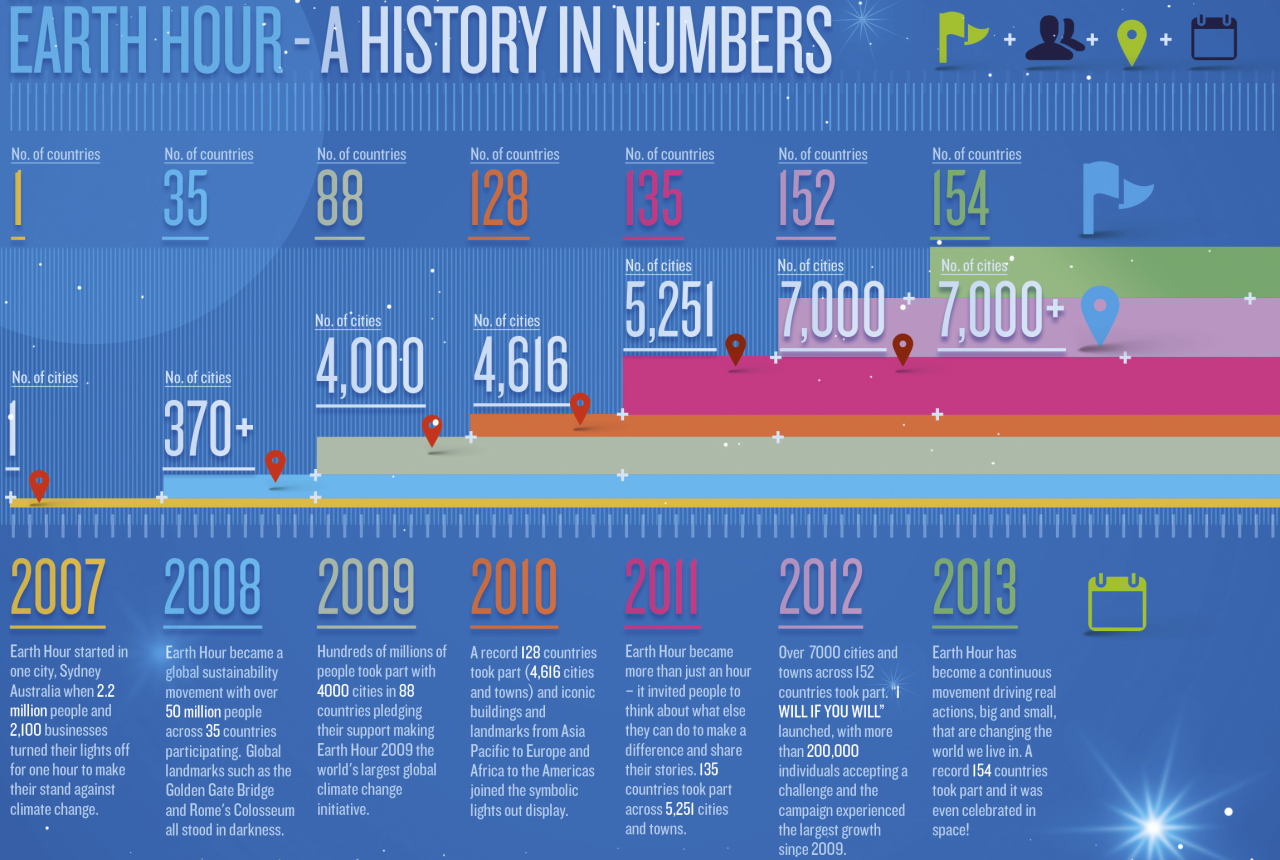 EARTH HOUR - A HISTORY IN NUMBERS
No. of countries
1
No. of countries
35
No. of countries
88
No. of countries
128
No. of countries
135
No. of countries
152
No. of countries
154
No. of cities
1
No. of cities
370+
No. of cities
4,000
No. of cities
4,616
No. of cities
5,251
No. of cities
7,000
No. of cities
7,000+
2007
Earth Hour started in
one city, Sydney
Australia when 2.2
million people and
2,100 businesses
turned their lights off
for one hour to make
their stand against
climate change.
2008
Earth Hour became a
global sustainability
movement with over
50 million people
across 35 countries
participating. Global
landmarks such as the
Golden Gate Bridge
and Rome's Colosseum
all stood in darkness.
2009
Hundreds of millions of
people took part with
4000 cities in 88
countries pledging
their support making
Earth Hour 2009 the
world's largest global
climate change
initiative.
2010
A record 128 countries
took part (4,616 cities
and towns) and iconic
buildings and
landmarks from Asia
Pacific to Europe and
Africa to the Americas
joined the symbolic
lights out display.
2011
Earth Hour became
more than just an hour
– it invited people to
think about what else
they can do to make a
difference and share
their stories. 135
countries took part
across 5,251 cities
and towns.
2012
Over 7000 cities and
towns across 152
countries took part. "I
WILL IF YOU WILL"
launched, with more
than 200,000
individuals accepting a
challenge and the
campaign experienced
the largest growth
since 2009.
2013
Earth Hour has
become a continuous
movement driving real
actions, big and small,
that are changing the
world we live in. A
record 154 countries
took part and it was
even celebrated in
space!